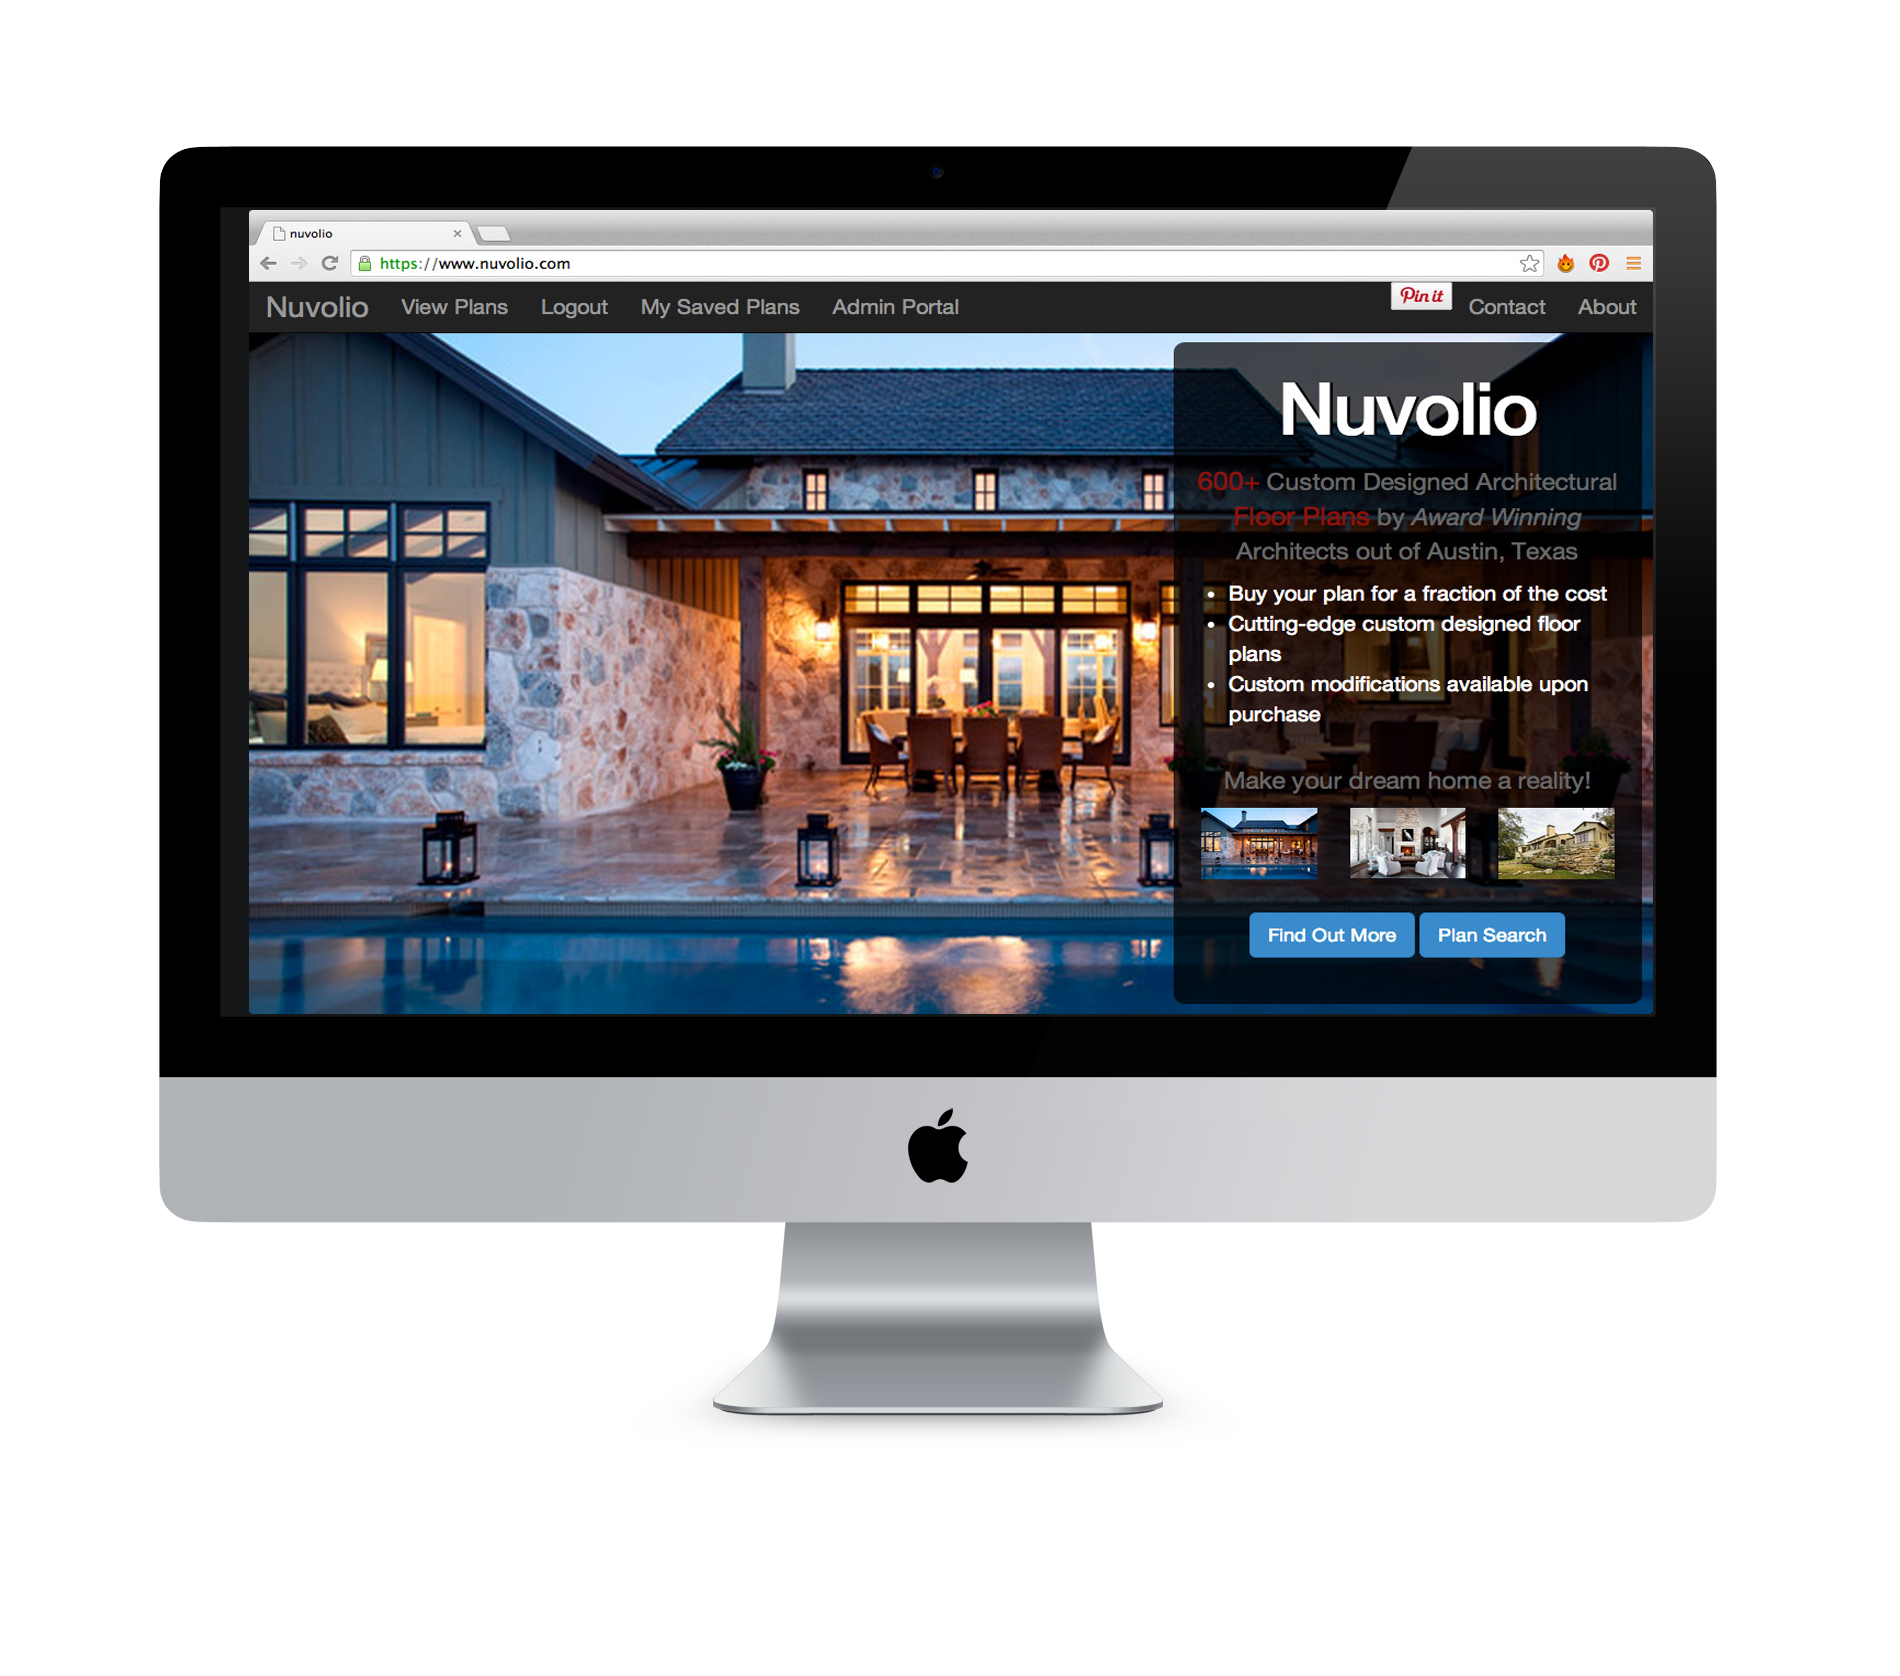 nuvolio
https://www.nuvolio.com
Nuvolio View Plans Logout My Saved Plans Admin Portal Pin it Contact About
Nuvolio
600+ Custom Designed Architectural
Floor Plans by Award Winning
Architects out of Austin, Texas
• Buy your plan for a fraction of the cost
• Cutting-edge custom designed floor
plans
• Custom modifications available upon
purchase
Make your dream home a reality!
Find Out More Plan Search